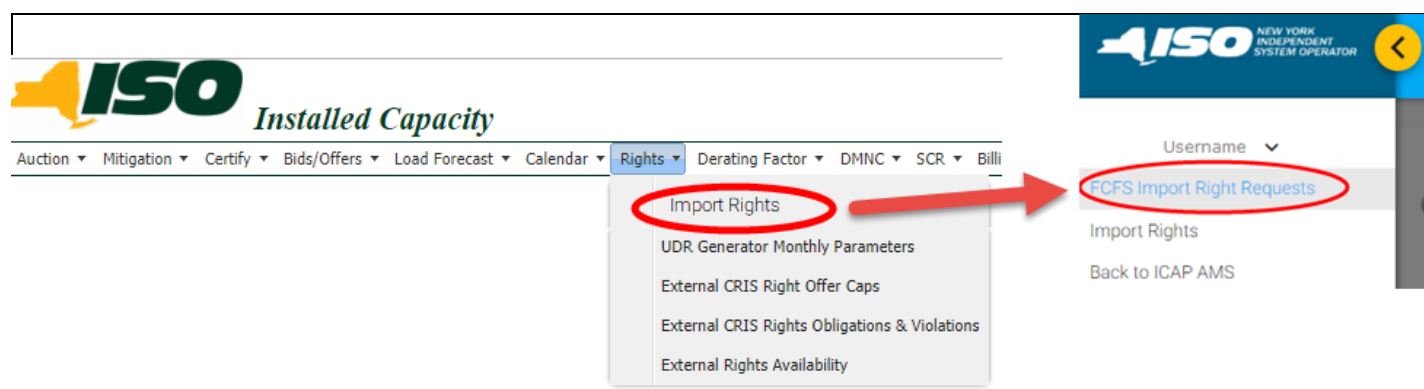 ISO
Installed Capacity
Auction Mitigation Certify Bids/Offers Load Forecast Calendar Rights Derating Factor DMNC SCR Billi
Import Rights
UDR Generator Monthly Parameters
External CRIS Right Offer Caps
External CRIS Rights Obligations & Violations
External Rights Availability
ISO NEW YORK
INDEPENDENT
SYSTEM OPERATOR
Username
FCFS Import Right Requests
Import Rights
Back to ICAP AMS